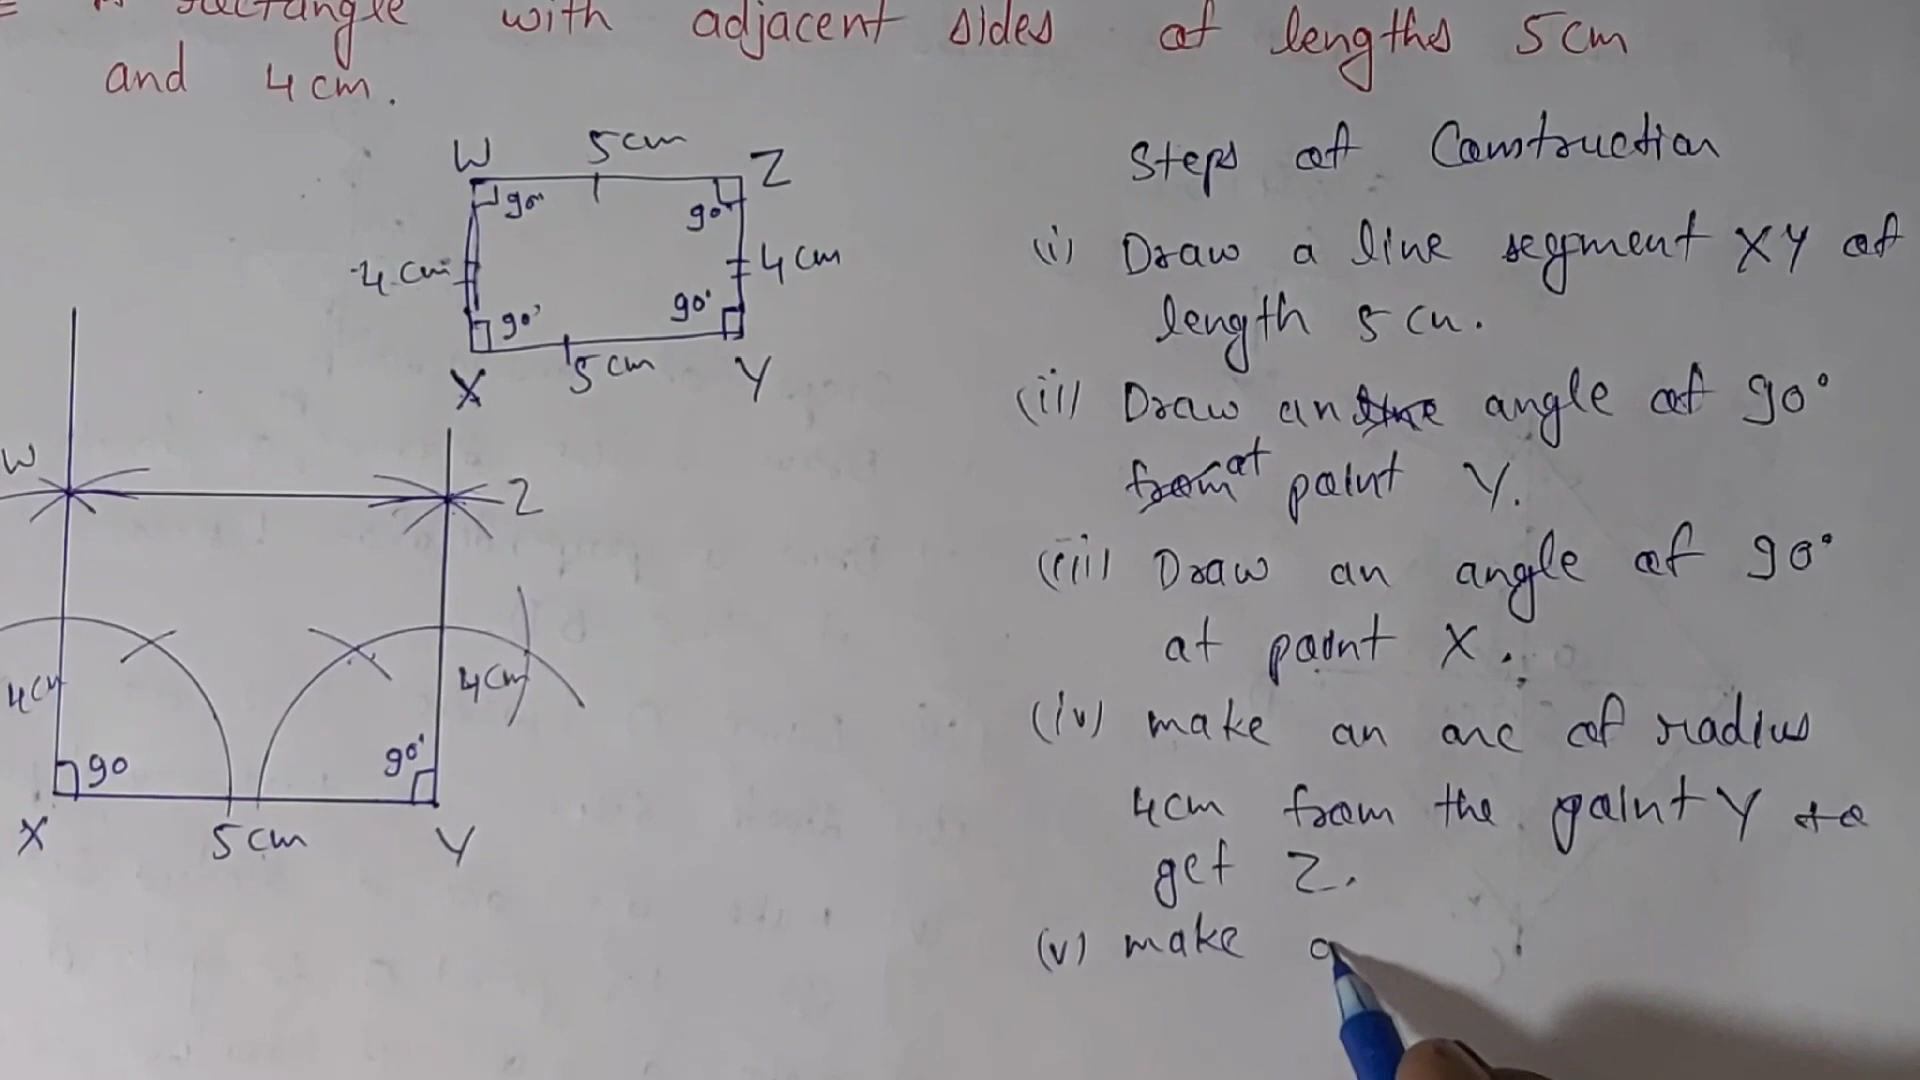 rectangle with adjacent sides of lengths 5cm
and 4cm.
W 5cm Z
90° 90°
4cm 4cm
90° 90°
X 5cm Y
W Z
4cm 4cm
90 90°
X 5cm Y
Steps of Construction
(i) Draw a line segment XY of
length 5cm.
(ii) Draw an angle of 90°
at point Y.
(iii) Draw an angle of 90°
at point X.
(iv) make an arc of radius
4cm from the point Y to
get Z.
(v) make a